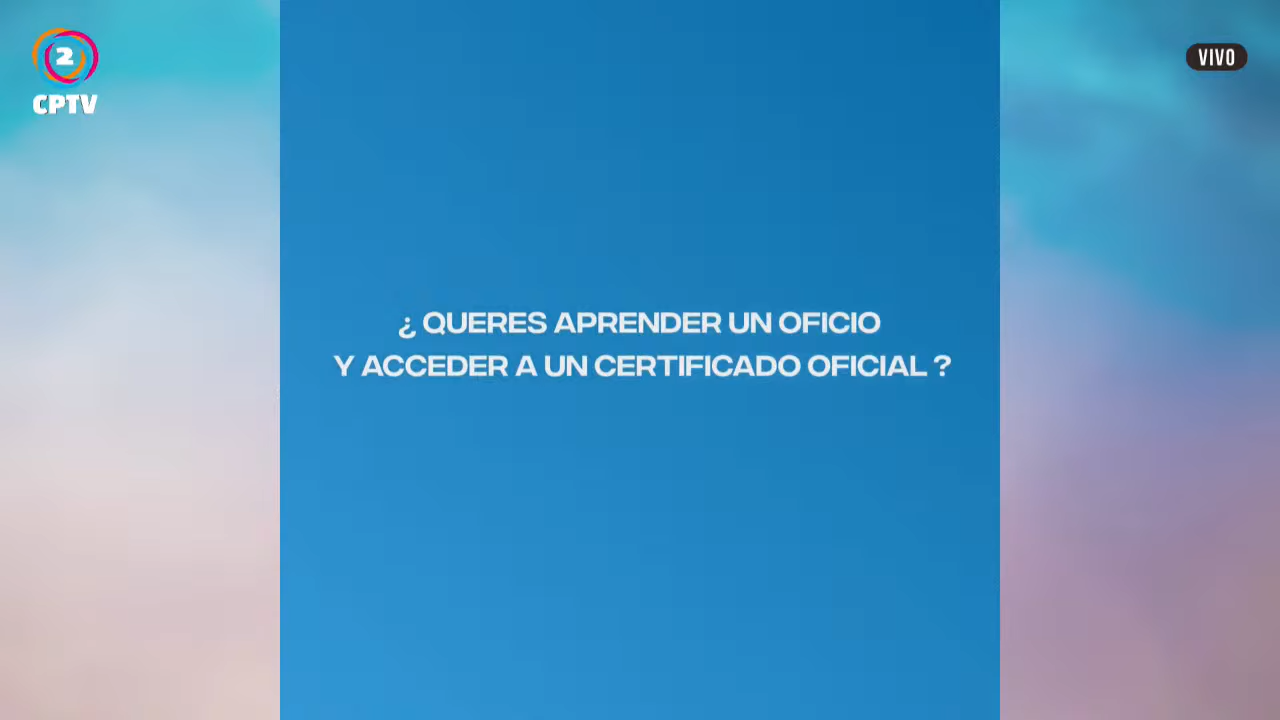 2
CPTV
VIVO
¿ QUERES APRENDER UN OFICIO
Y ACCEDER A UN CERTIFICADO OFICIAL ?